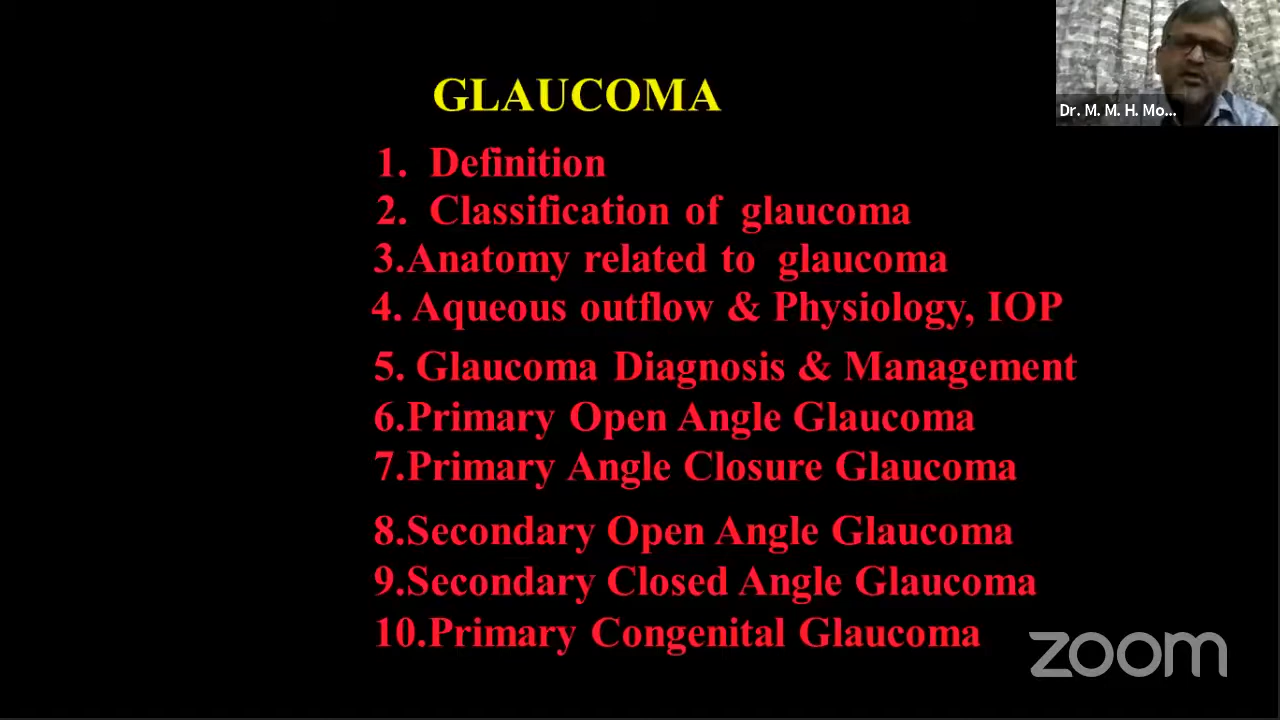 GLAUCOMA
Dr. M. M. H. Mo...
1. Definition
2. Classification of glaucoma
3.Anatomy related to glaucoma
4. Aqueous outflow & Physiology, IOP
5. Glaucoma Diagnosis & Management
6.Primary Open Angle Glaucoma
7.Primary Angle Closure Glaucoma
8.Secondary Open Angle Glaucoma
9.Secondary Closed Angle Glaucoma
10.Primary Congenital Glaucoma
zoom